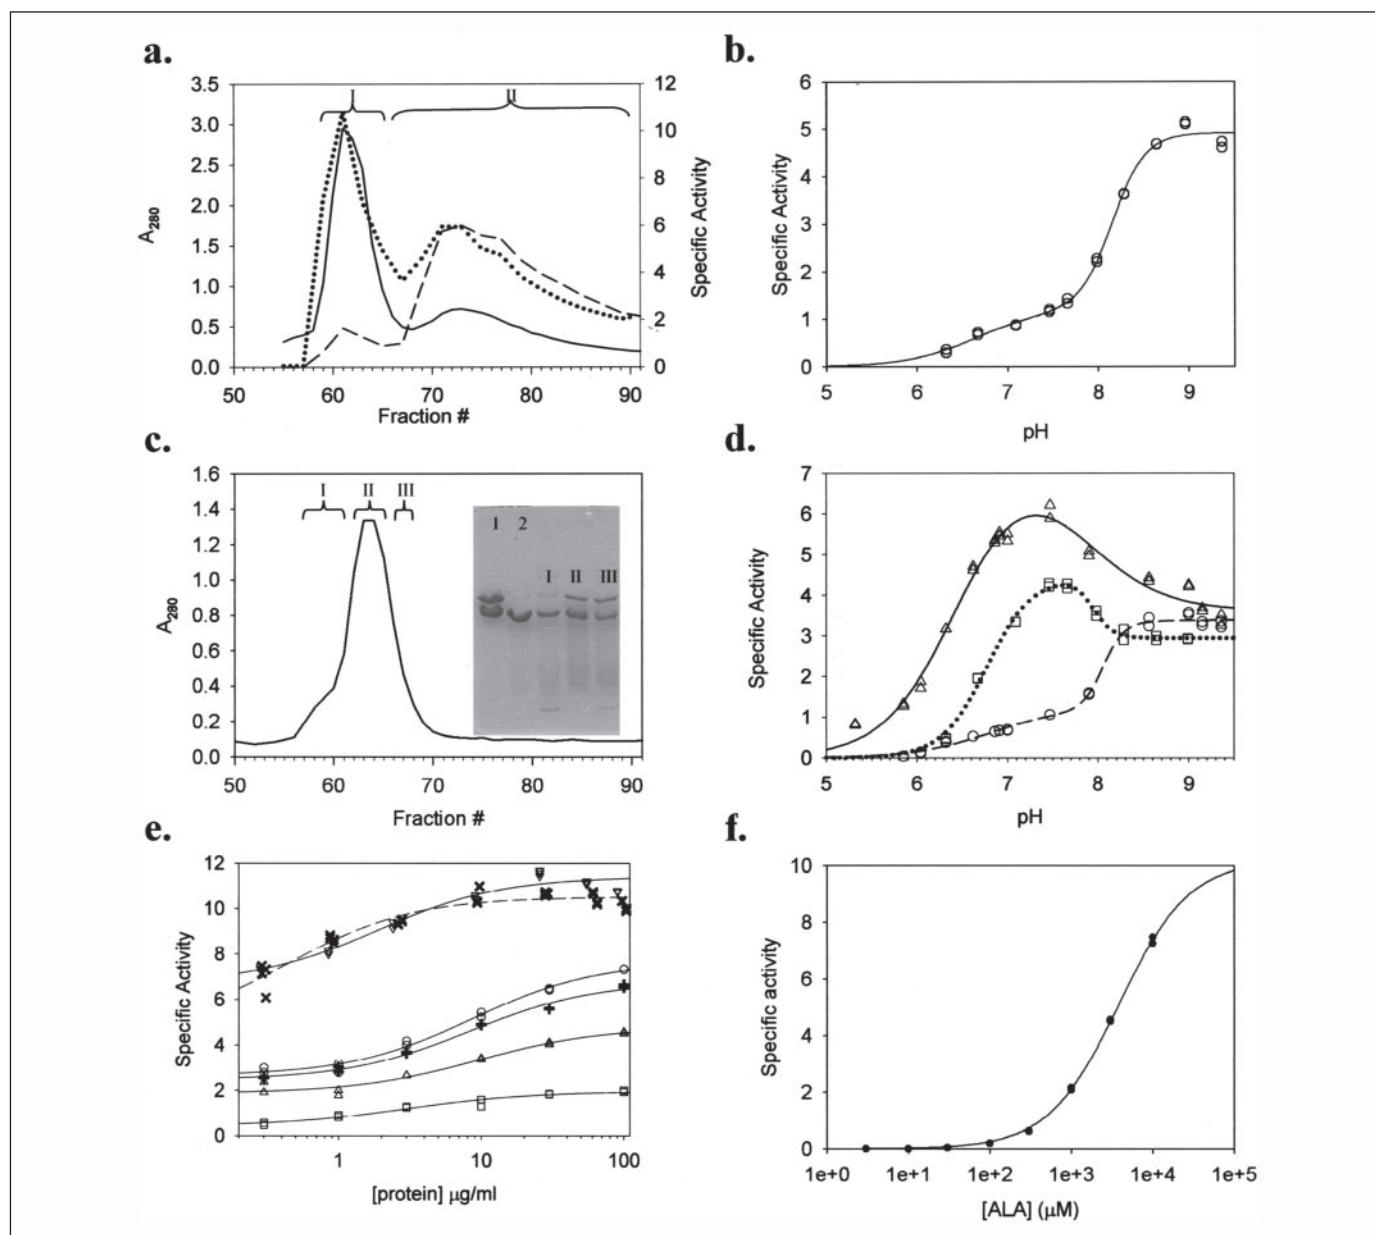 a.
I
II
3.5
3.0
2.5
2.0
1.5
1.0
0.5
0.0
A280
12
10
8
6
4
2
0
Specific Activity
50 60 70 80 90
Fraction #
b.
6
5
4
3
2
1
0
Specific Activity
5 6 7 8 9
pH
c.
1.6
1.4
1.2
1.0
0.8
0.6
0.4
0.2
0.0
A280
I II III
1 2
I II III
50 60 70 80 90
Fraction #
d.
7
6
5
4
3
2
1
0
Specific Activity
5 6 7 8 9
pH
e.
12
10
8
6
4
2
0
Specific Activity
1 10 100
[protein] μg/ml
f.
10
8
6
4
2
0
Specific activity
1e+0 1e+1 1e+2 1e+3 1e+4 1e+5
[ALA] (μM)